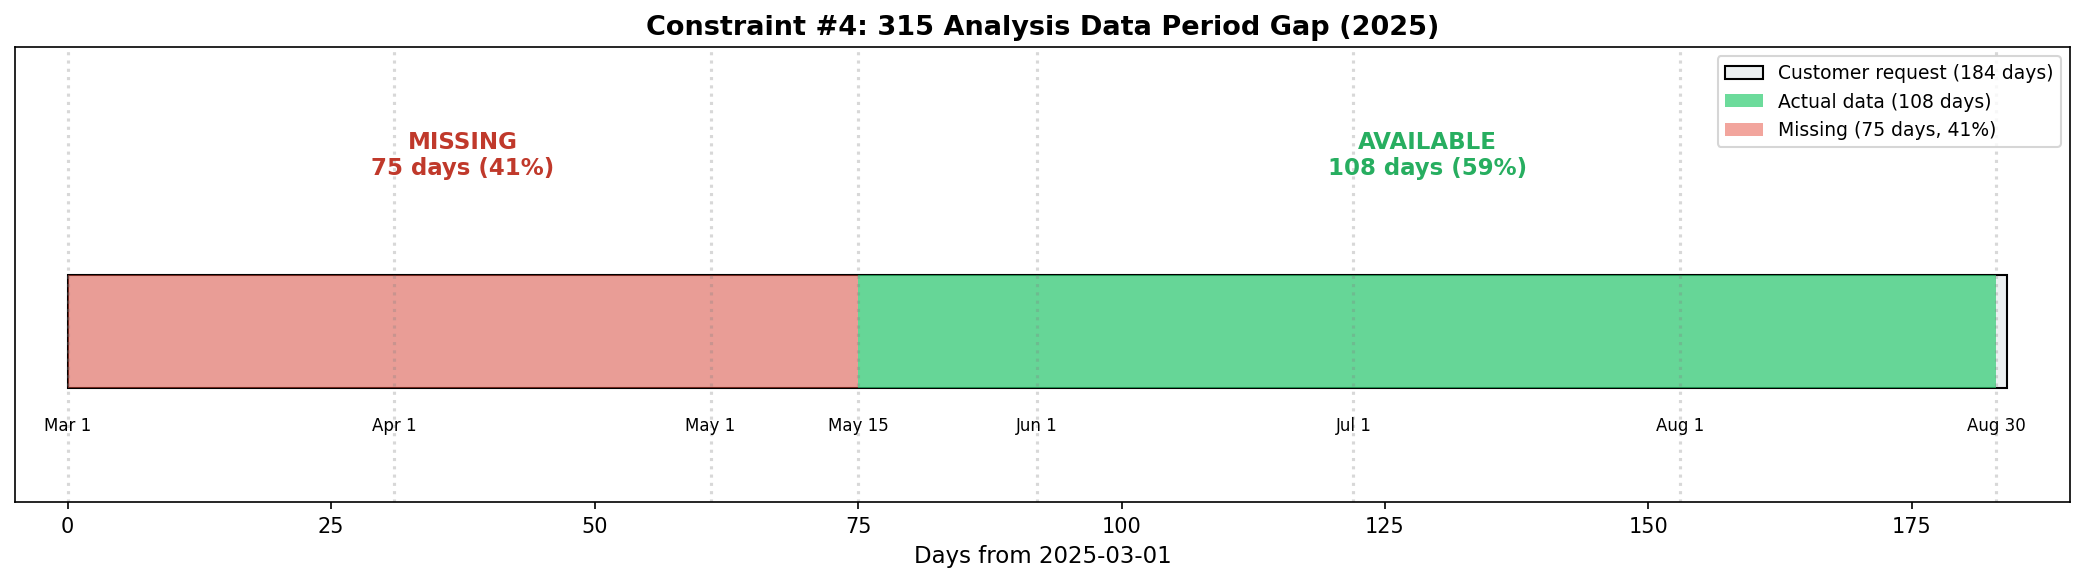 Constraint #4: 315 Analysis Data Period Gap (2025)
Customer request (184 days)
Actual data (108 days)
Missing (75 days, 41%)
MISSING
75 days (41%)
AVAILABLE
108 days (59%)
Mar 1
Apr 1
May 1
May 15
Jun 1
Jul 1
Aug 1
Aug 30
0
25
50
75
100
125
150
175
Days from 2025-03-01